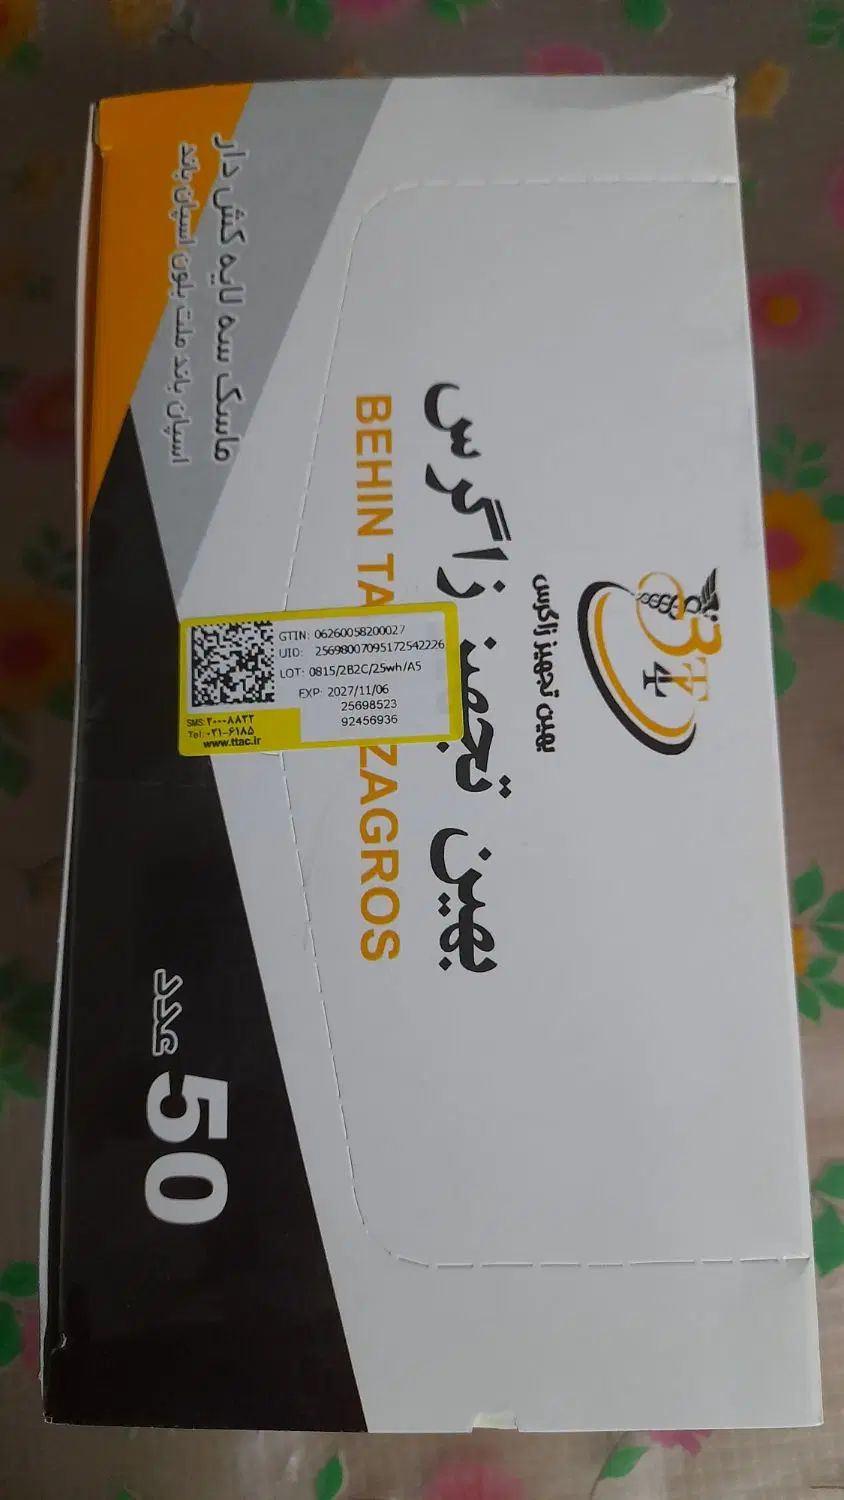 بهین تجهیز زاگرس
بهین تجهیز زاگرس
BEHIN TA ZAGROS
ماسک سه لایه کش دار
اسپان باند ملت بلون اسپان باند
50 عدد
GTIN: 06260058200027
UID: 25698007095172542226
LOT: 0815/2B2C/25wh/A5
EXP: 2027/11/06
25698523
92456936
SMS: ۲۰۰۰۸۸۲۲
Tel: ۰۲۱-۶۱۸۵
www.ttac.ir